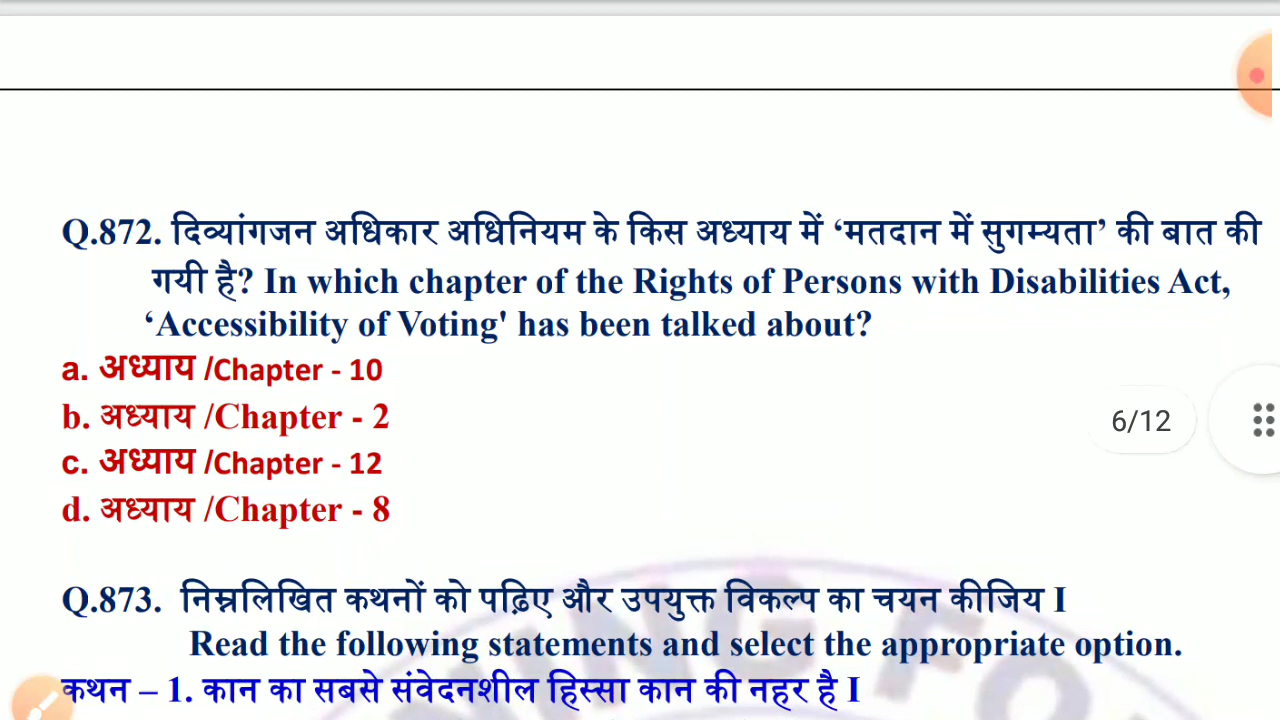 Q.872. दिव्यांगजन अधिकार अधिनियम के किस अध्याय में ‘मतदान में सुगम्यता’ की बात की
गयी है? In which chapter of the Rights of Persons with Disabilities Act,
‘Accessibility of Voting' has been talked about?
a. अध्याय /Chapter - 10
b. अध्याय /Chapter - 2
6/12
c. अध्याय /Chapter - 12
d. अध्याय /Chapter - 8
Q.873. निम्नलिखित कथनों को पढ़िए और उपयुक्त विकल्प का चयन कीजिय I
Read the following statements and select the appropriate option.
कथन – 1. कान का सबसे संवेदनशील हिस्सा कान की नहर है I